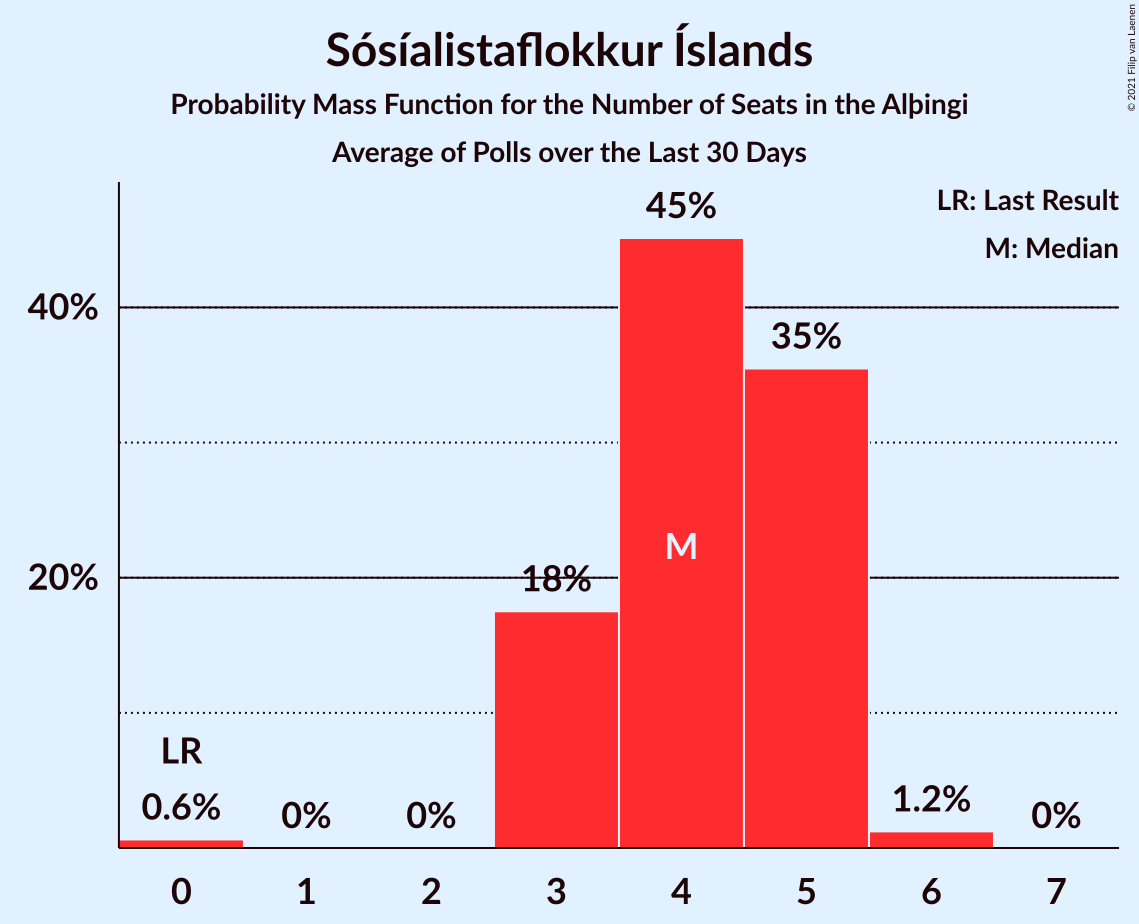 Sósíalistaflokkur Íslands
Probability Mass Function for the Number of Seats in the Alþingi
Average of Polls over the Last 30 Days
© 2021 Filip van Laenen
LR: Last Result
M: Median
45%
40%
35%
M
20%
18%
LR
0.6%
0%
0%
1.2%
0%
0 1 2 3 4 5 6 7